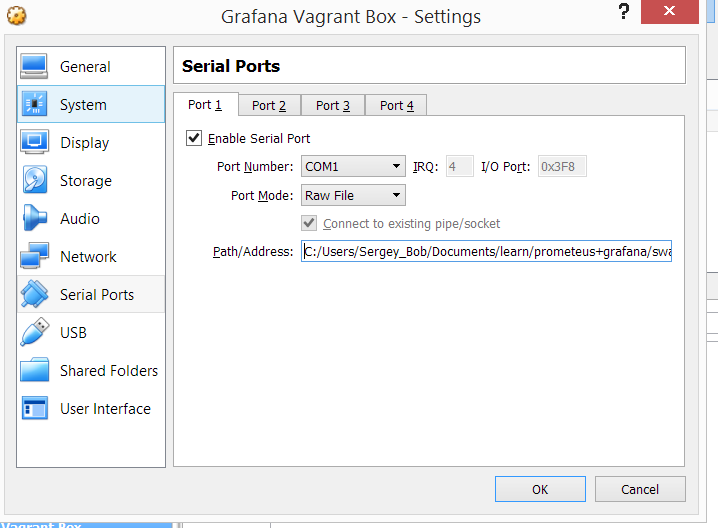 Grafana Vagrant Box - Settings
?
x
General
System
Display
Storage
Audio
Network
Serial Ports
USB
Shared Folders
User Interface
Serial Ports
Port 1
Port 2
Port 3
Port 4
Enable Serial Port
Port Number: COM1 IRQ: 4 I/O Port: 0x3F8
Port Mode: Raw File
Connect to existing pipe/socket
Path/Address: C:/Users/Sergey_Bob/Documents/learn/prometeus+grafana/swa
OK
Cancel
Vagrant Box